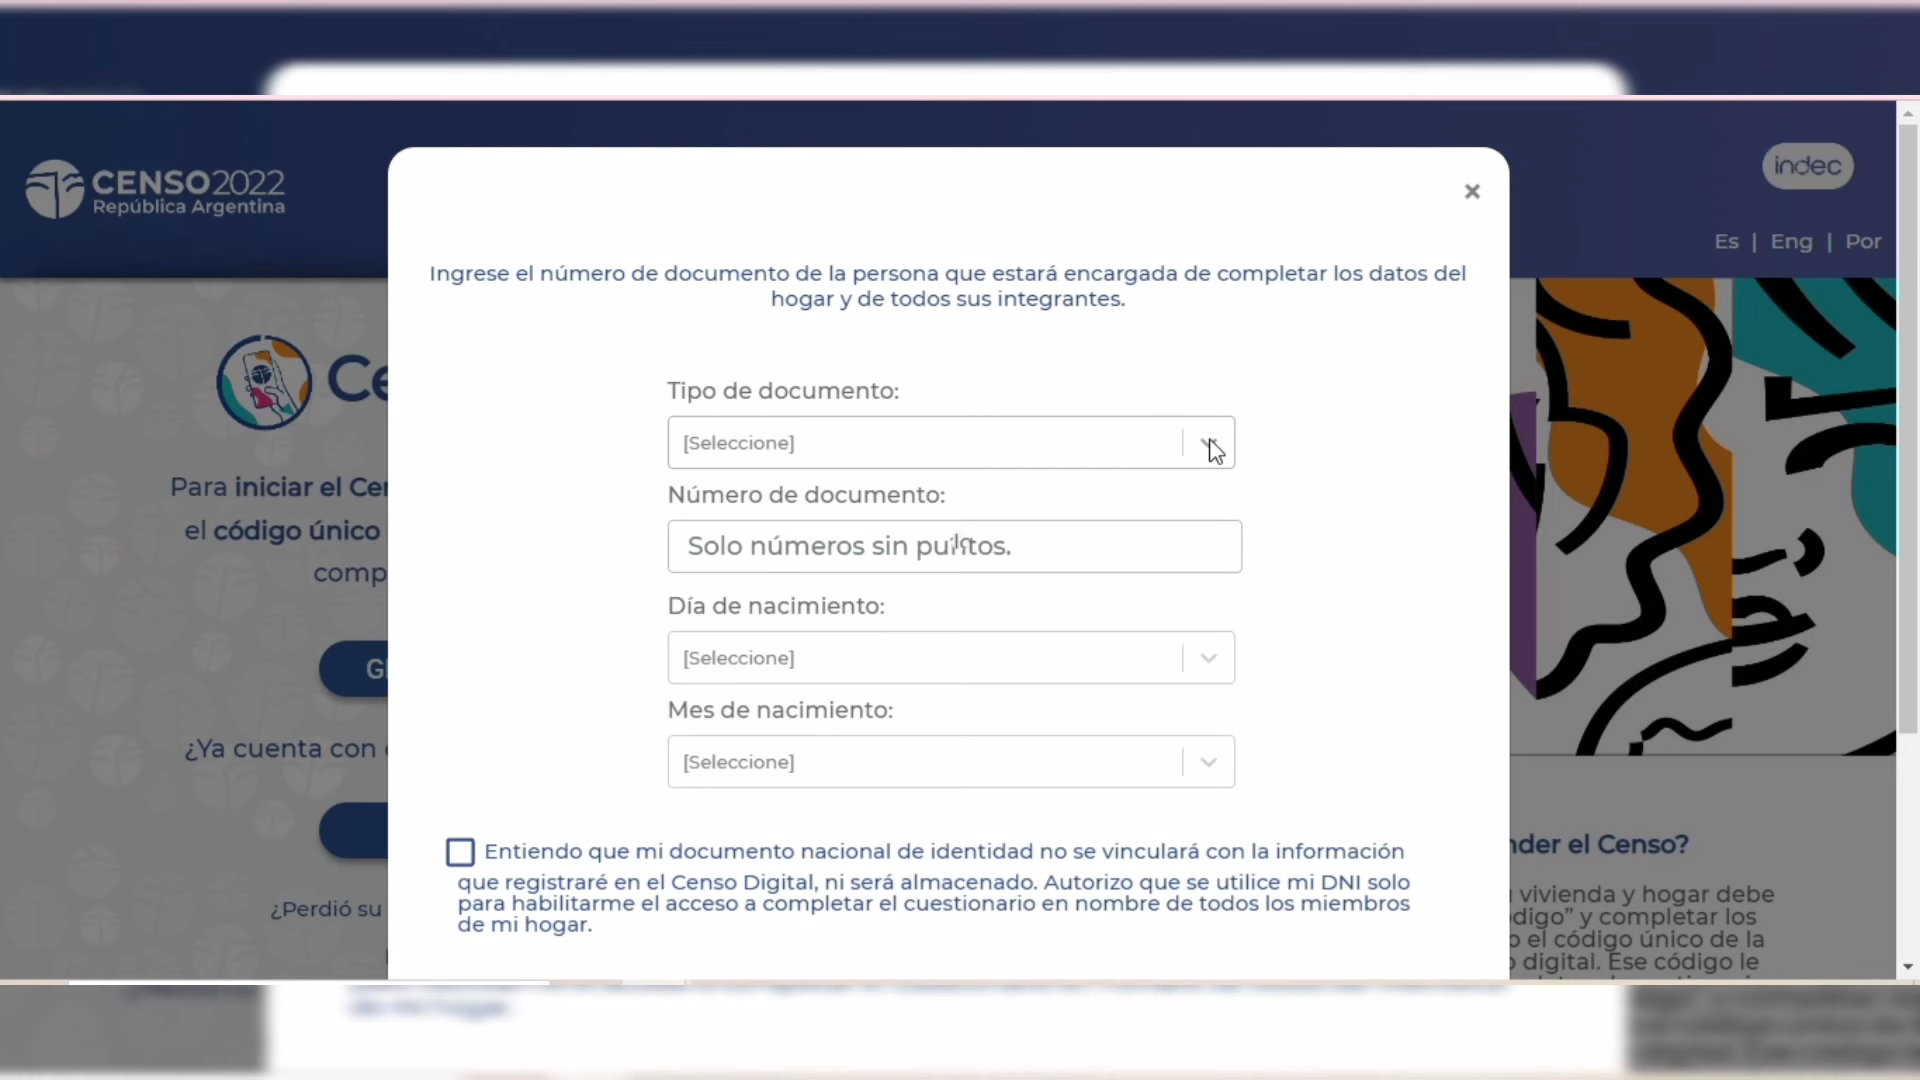 CENSO2022
República Argentina
indec
Es | Eng | Por
×
Ingrese el número de documento de la persona que estará encargada de completar los datos del
hogar y de todos sus integrantes.
Tipo de documento:
[Seleccione]
Número de documento:
Solo números sin puntos.
Día de nacimiento:
[Seleccione]
Mes de nacimiento:
[Seleccione]
Entiendo que mi documento nacional de identidad no se vinculará con la información
que registraré en el Censo Digital, ni será almacenado. Autorizo que se utilice mi DNI solo
para habilitarme el acceso a completar el cuestionario en nombre de todos los miembros
de mi hogar.
Ce
Para iniciar el Cen
el código único
comp
¿Ya cuenta con
¿Perdió su
nder el Censo?
vivienda y hogar debe
ódigo” y completar los
el código único de la
digital. Ese código le